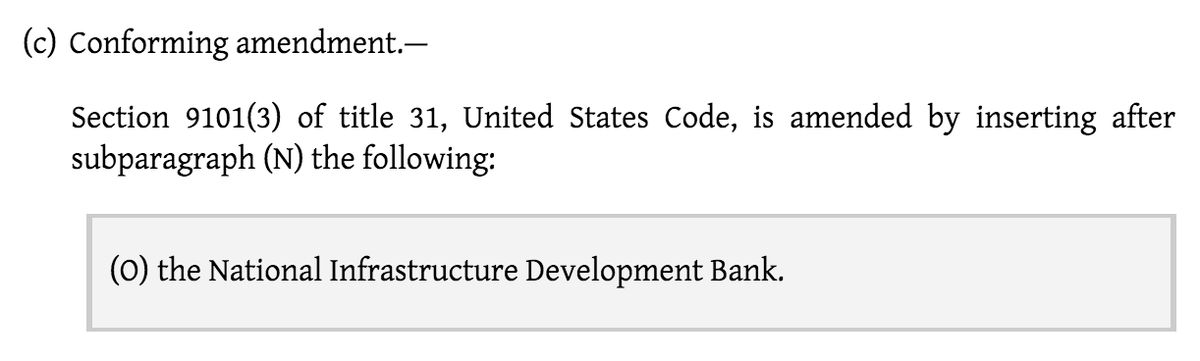 (c) Conforming amendment.—
Section 9101(3) of title 31, United States Code, is amended by inserting after
subparagraph (N) the following:
(O) the National Infrastructure Development Bank.